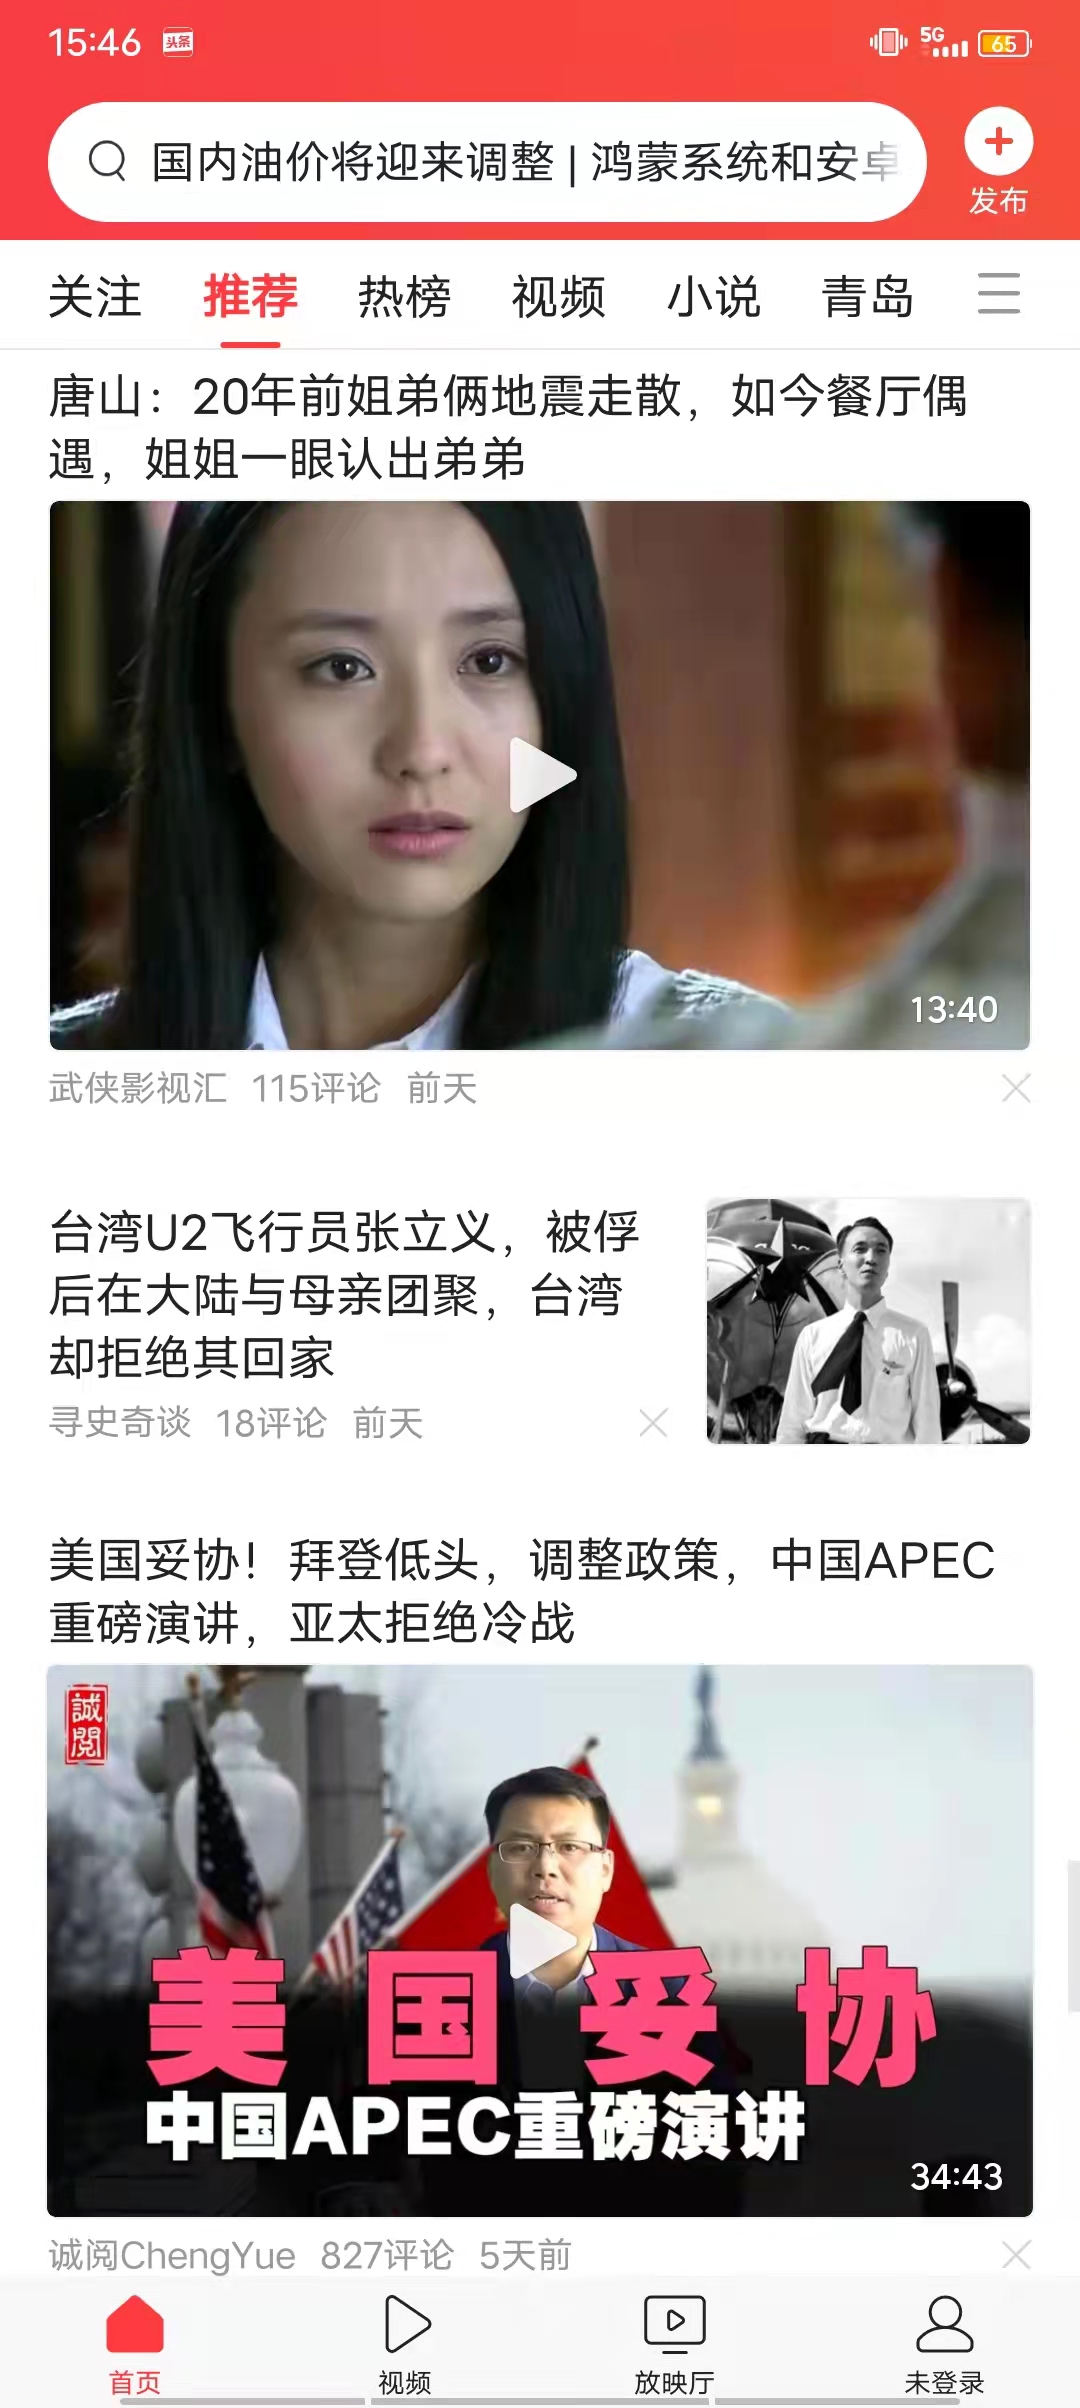 15:46
头条
5G
65
国内油价将迎来调整 | 鸿蒙系统和安卓
发布
关注 推荐 热榜 视频 小说 青岛
唐山：20年前姐弟俩地震走散，如今餐厅偶
遇，姐姐一眼认出弟弟
13:40
武侠影视汇 115评论 前天
台湾U2飞行员张立义，被俘
后在大陆与母亲团聚，台湾
却拒绝其回家
寻史奇谈 18评论 前天
美国妥协！拜登低头，调整政策，中国APEC
重磅演讲，亚太拒绝冷战
誠閲
美国妥协
中国APEC重磅演讲
34:43
诚阅ChengYue 827评论 5天前
首页 视频 放映厅 未登录